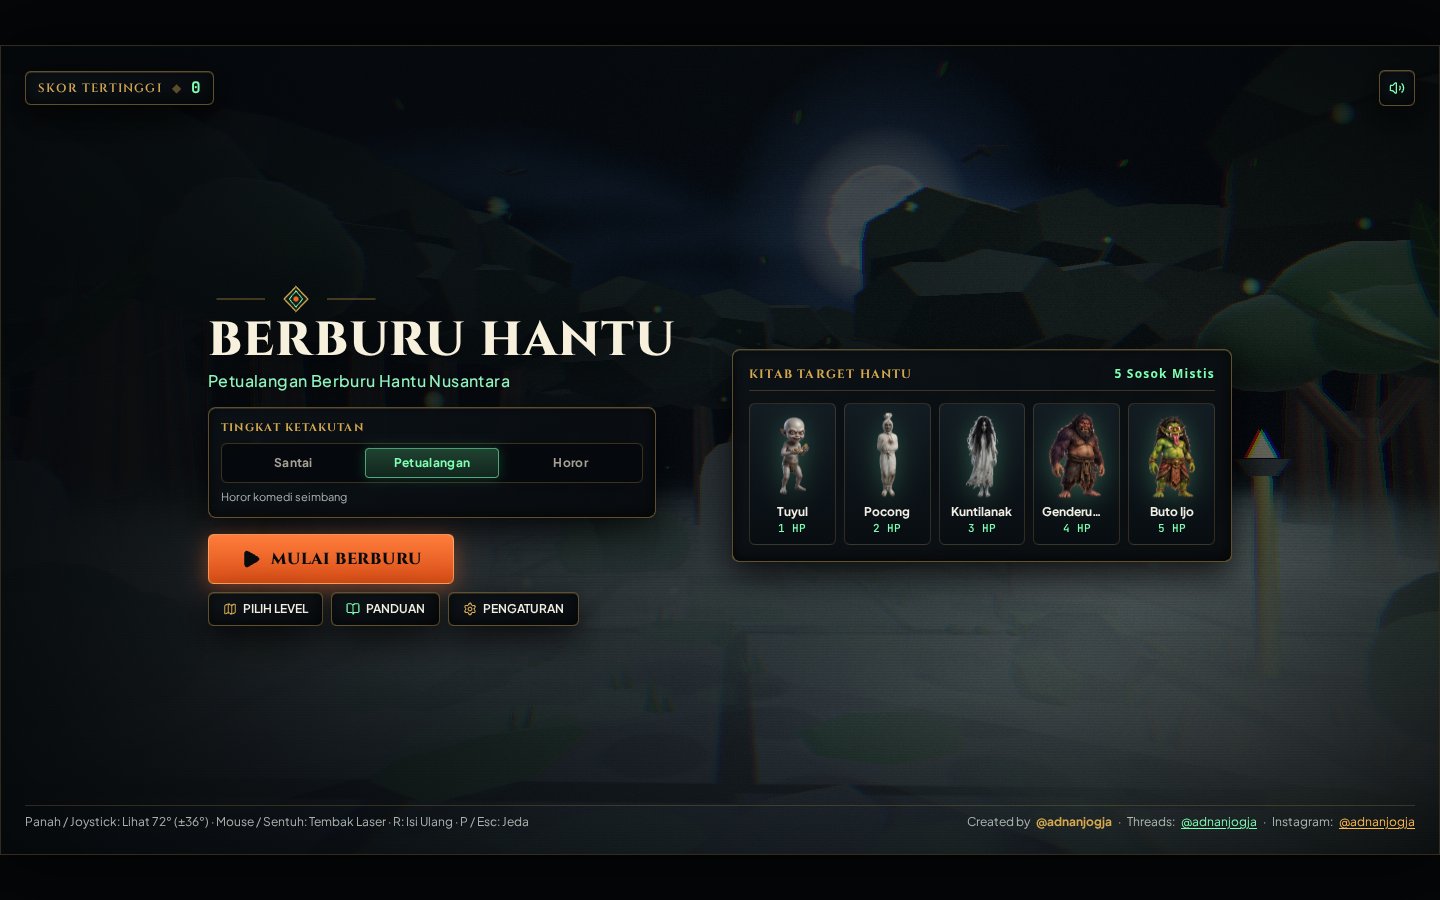 SKOR TERTINGGI ◆ 0
BERBURU HANTU
Petualangan Berburu Hantu Nusantara
TINGKAT KETAKUTAN
Santai Petualangan Horor
Horor komedi seimbang
MULAI BERBURU
PILIH LEVEL PANDUAN PENGATURAN
KITAB TARGET HANTU 5 Sosok Mistis
Tuyul Pocong Kuntilanak Genderu... Buto Ijo
1 HP 2 HP 3 HP 4 HP 5 HP
Panah / Joystick: Lihat 72° (±36°) · Mouse / Sentuh: Tembak Laser · R: Isi Ulang · P / Esc: Jeda
Created by @adnanjogja · Threads: @adnanjogja · Instagram: @adnanjogja